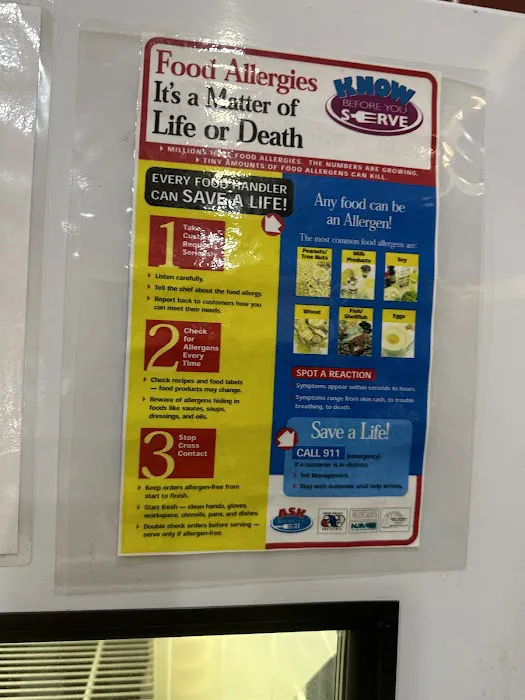 Food Allergies
It's a Matter of
Life or Death
KNOW
BEFORE YOU
SERVE
MILLIONS HAVE FOOD ALLERGIES. THE NUMBERS ARE GROWING.
TINY AMOUNTS OF FOOD ALLERGENS CAN KILL.
EVERY FOOD HANDLER
CAN SAVE A LIFE!
1 Take
Customer
Requests
Seriously
Listen carefully.
Tell the chef about the food allergy.
Report back to customers how you
can meet their needs.
2 Check
for
Allergens
Every
Time
Check recipes and food labels
— food products may change.
Beware of allergens hiding in
foods like sauces, soups,
dressings, and oils.
3 Stop
Cross
Contact
Keep orders allergen-free from
start to finish.
Start fresh — clean hands, gloves,
workspace, utensils, pans, and dishes.
Double check orders before serving —
serve only if allergen-free.
Any food can be
an Allergen!
The most common food allergens are:
Peanuts/
Tree Nuts
Milk
Products
Soy
Wheat
Fish/
Shellfish
Eggs
SPOT A REACTION
Symptoms appear within seconds to hours.
Symptoms range from skin rash, to trouble
breathing, to death.
Save a Life!
CALL 911 (emergency)
if a customer is in distress
Tell Management.
Stay with customer until help arrives.
ASK
EAT